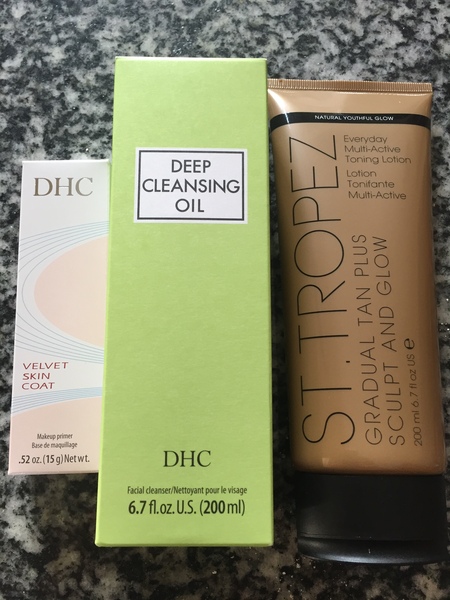 DHC
VELVET
SKIN
COAT
Makeup primer
Base de maquillage
.52 oz. (15 g) Net wt.
DEEP
CLEANSING
OIL
DHC
Facial cleanser/Nettoyant pour le visage
6.7 fl. oz. U.S. (200 ml)
NATURAL YOUTHFUL GLOW
Everyday
Multi-Active
Toning Lotion
Lotion
Tonifante
Multi-Active
ST. TROPEZ
GRADUAL TAN PLUS
SCULPT AND GLOW
200 ml 6.7 fl oz US e